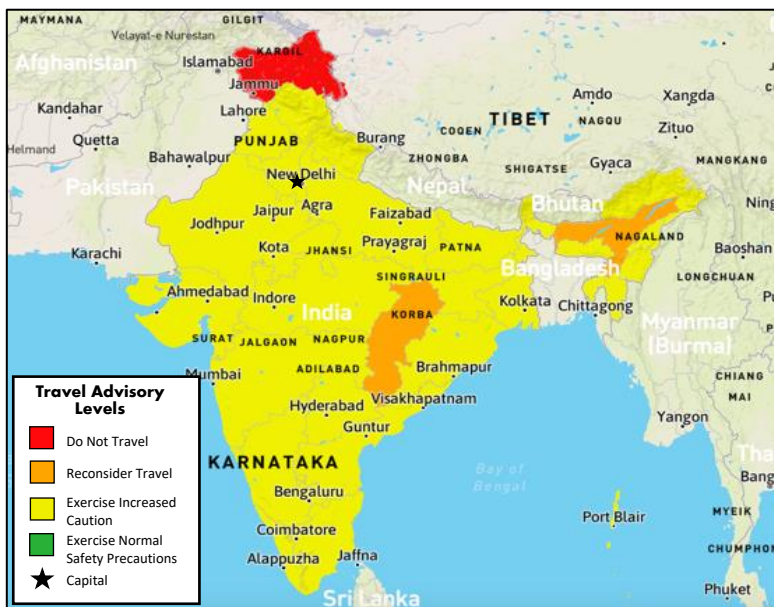 MAYMANA
GILGIT
Velayat-e Nurestan
KARGIL
Afghanistan
Islamabad
Jammu
Kandahar
Lahore
Amdo
Xangda
TIBET
NAGQU
Quetta
PUNJAB
Burang
COQEN
Zituo
Helmand
Bahawalpur
ZHONGBA
SHIGATSE
Gyaca
MANGKANG
New Delhi
Pakistan
Nepal
Bhutan
Ning
Jaipur
Agra
Faizabad
Jodhpur
NAGALAND
Karachi
Kota
JHANSI
Prayagraj
PATNA
Baoshan
Bangladesh
SINGRAULI
LONGCHUAN
Ahmedabad
Indore
India
KORBA
Kolkata
Chittagong
Myanmar
(Burma)
SURAT
JALGAON
NAGPUR
Mumbai
ADILABAD
Brahmapur
CHIANG
MAI
Hyderabad
Visakhapatnam
Guntur
Yangon
Tha
KARNATAKA
Bay of
Bengal
Bang
Bengaluru
Port Blair
MYEIK
Coimbatore
Alappuzha
Jaffna
CHUMPHON
Sri Lanka
Phuket
Travel Advisory
Levels
Do Not Travel
Reconsider Travel
Exercise Increased
Caution
Exercise Normal
Safety Precautions
Capital